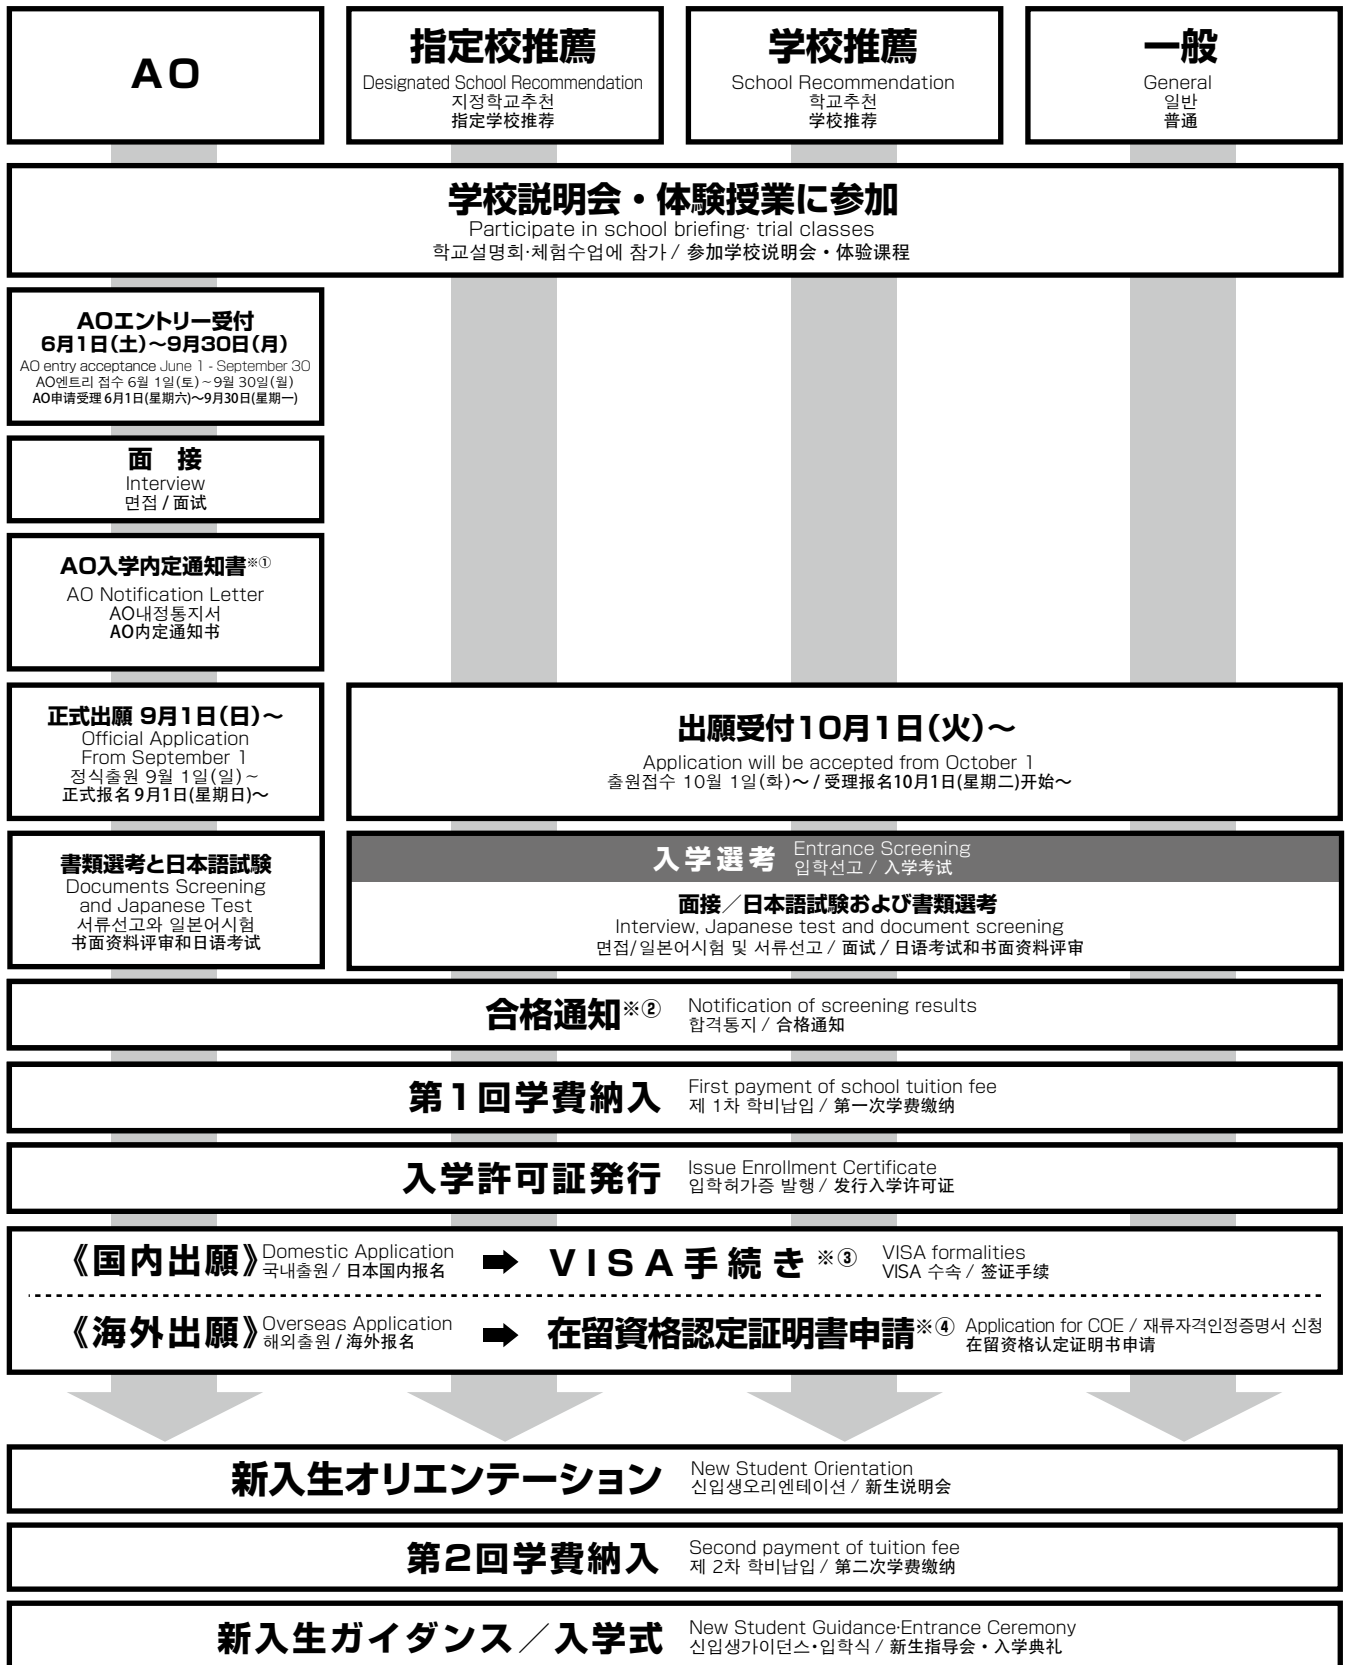 AO
指定校推薦
Designated School Recommendation
지정학교추천
指定学校推荐
学校推薦
School Recommendation
학교추천
学校推荐
一般
General
일반
普通
学校説明会・体験授業に参加
Participate in school briefing· trial classes
학교설명회·체험수업에 참가 / 参加学校说明会・体验课程
AOエントリー受付
6月1日(土)～9月30日(月)
AO entry acceptance June 1 - September 30
AO엔트리 접수 6월 1일(토)~9월 30일(월)
AO申请受理 6月1日(星期六)～9月30日(星期一)
面　接
Interview
면접 / 面试
AO入学内定通知書※①
AO Notification Letter
AO내정통지서
AO内定通知书
正式出願 9月1日(日)～
Official Application
From September 1
정식출원 9월 1일(일)~
正式报名 9月1日(星期日)～
出願受付10月1日(火)～
Application will be accepted from October 1
출원접수 10월 1일(화)～ / 受理报名10月1日(星期二)开始～
書類選考と日本語試験
Documents Screening
and Japanese Test
서류선고와 일본어시험
书面资料评审和日语考试
入学選考 Entrance Screening
입학선고 / 入学考试
面接／日本語試験および書類選考
Interview, Japanese test and document screening
면접/일본어시험 및 서류선고 / 面试 / 日语考试和书面资料评审
合格通知※② Notification of screening results
합격통지 / 合格通知
第1回学費納入 First payment of school tuition fee
제 1차 학비납입 / 第一次学费缴纳
入学許可証発行 Issue Enrollment Certificate
입학허가증 발행 / 发行入学许可证
《国内出願》 Domestic Application
국내출원 / 日本国内报名
➡ VISA手続き※③ VISA formalities
VISA 수속 / 签证手续
《海外出願》 Overseas Application
해외출원 / 海外报名
➡ 在留資格認定証明書申請※④ Application for COE / 재류자격인정증명서 신청
在留资格认定证明书申请
新入生オリエンテーション New Student Orientation
신입생오리엔테이션 / 新生说明会
第2回学費納入 Second payment of tuition fee
제 2차 학비납입 / 第二次学费缴纳
新入生ガイダンス／入学式 New Student Guidance·Entrance Ceremony
신입생가이던스·입학식 / 新生指导会・入学典礼